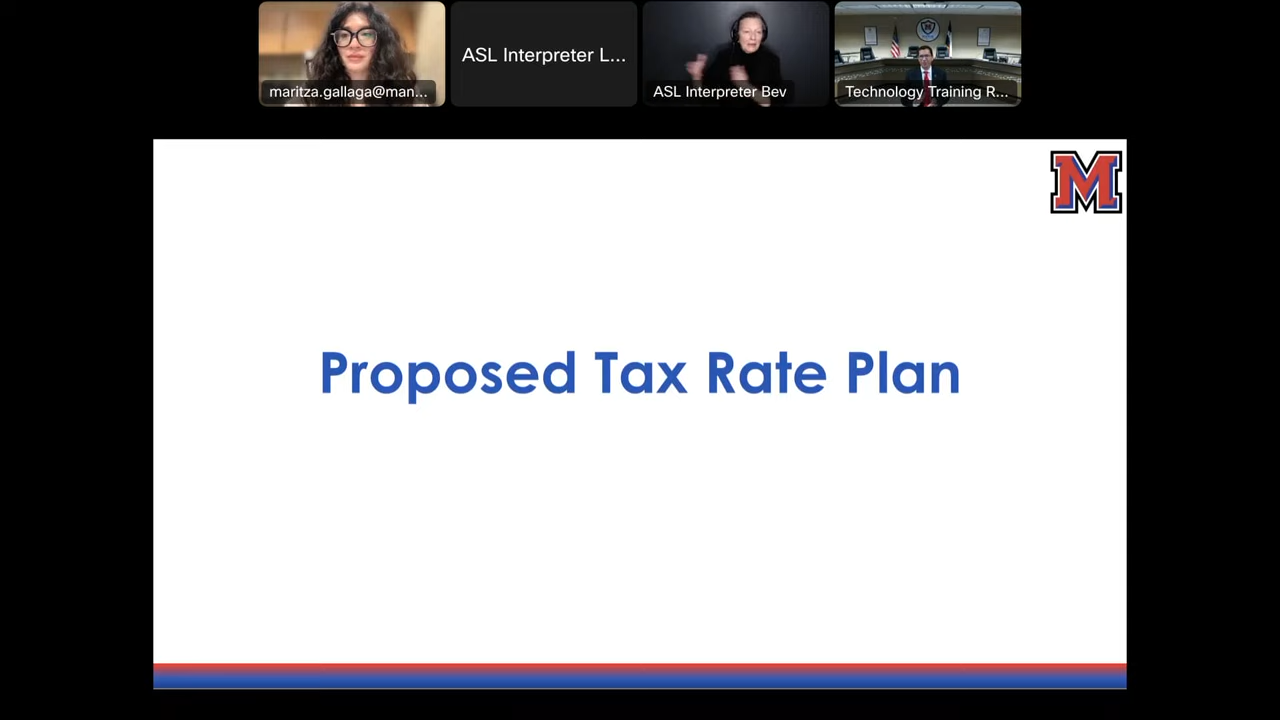 maritza.gallaga@man...
ASL Interpreter L...
ASL Interpreter Bev
Technology Training R...
M
Proposed Tax Rate Plan